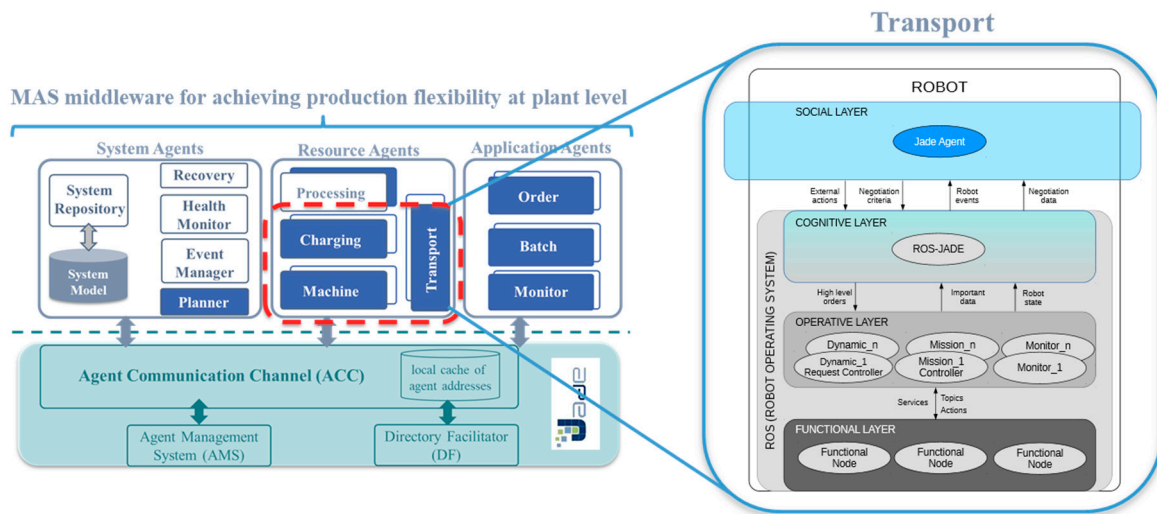 Transport
MAS middleware for achieving production flexibility at plant level
System Agents
Resource Agents
Application Agents
System
Repository
System
Model
Recovery
Health
Monitor
Event
Manager
Planner
Processing
Charging
Machine
Transport
Order
Batch
Monitor
Agent Communication Channel (ACC)
local cache of
agent addresses
Agent Management
System (AMS)
Directory Facilitator
(DF)
Jade
ROBOT
SOCIAL LAYER
Jade Agent
External
actions
Negotiation
criteria
Robot
events
Negotiation
data
ROS (ROBOT OPERATING SYSTEM)
COGNITIVE LAYER
ROS-JADE
High level
orders
Important
data
Robot
state
OPERATIVE LAYER
Dynamic_n
Mission_n
Monitor_n
Dynamic_1
Request Controller
Mission_1
Controller
Monitor_1
Services
Topics
Actions
FUNCTIONAL LAYER
Functional
Node
Functional
Node
Functional
Node